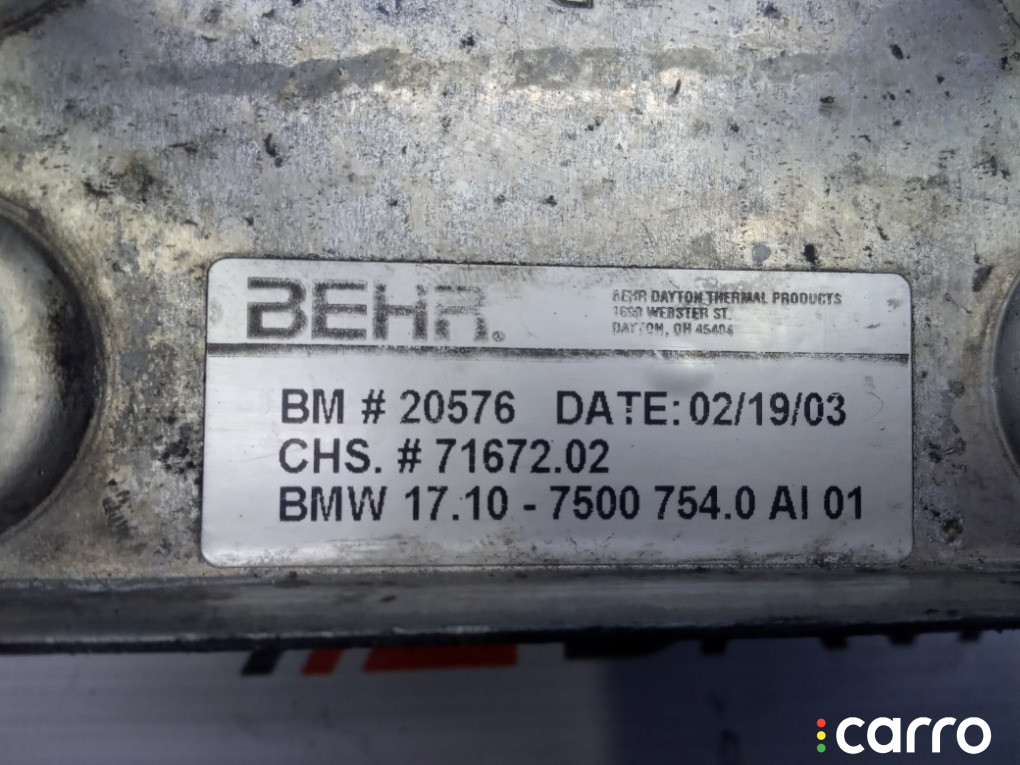 BEHR®
BEHR DAYTON THERMAL PRODUCTS
1600 WEBSTER ST.
DAYTON, OH 45404
BM # 20576 DATE: 02/19/03
CHS. # 71672.02
BMW 17.10 - 7500 754.0 AI 01
carro